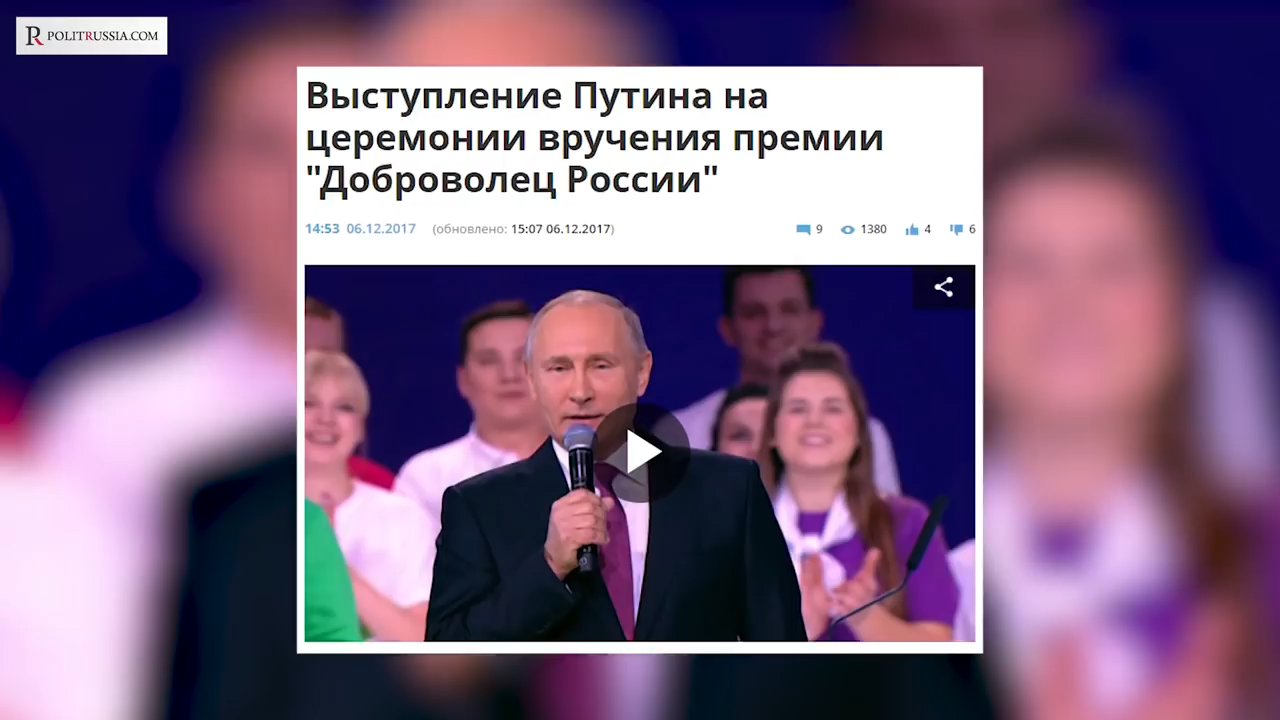 POLITRUSSIA.COM
Выступление Путина на
церемонии вручения премии
"Доброволец России"
14:53 06.12.2017 (обновлено: 15:07 06.12.2017) 9 1380 4 6